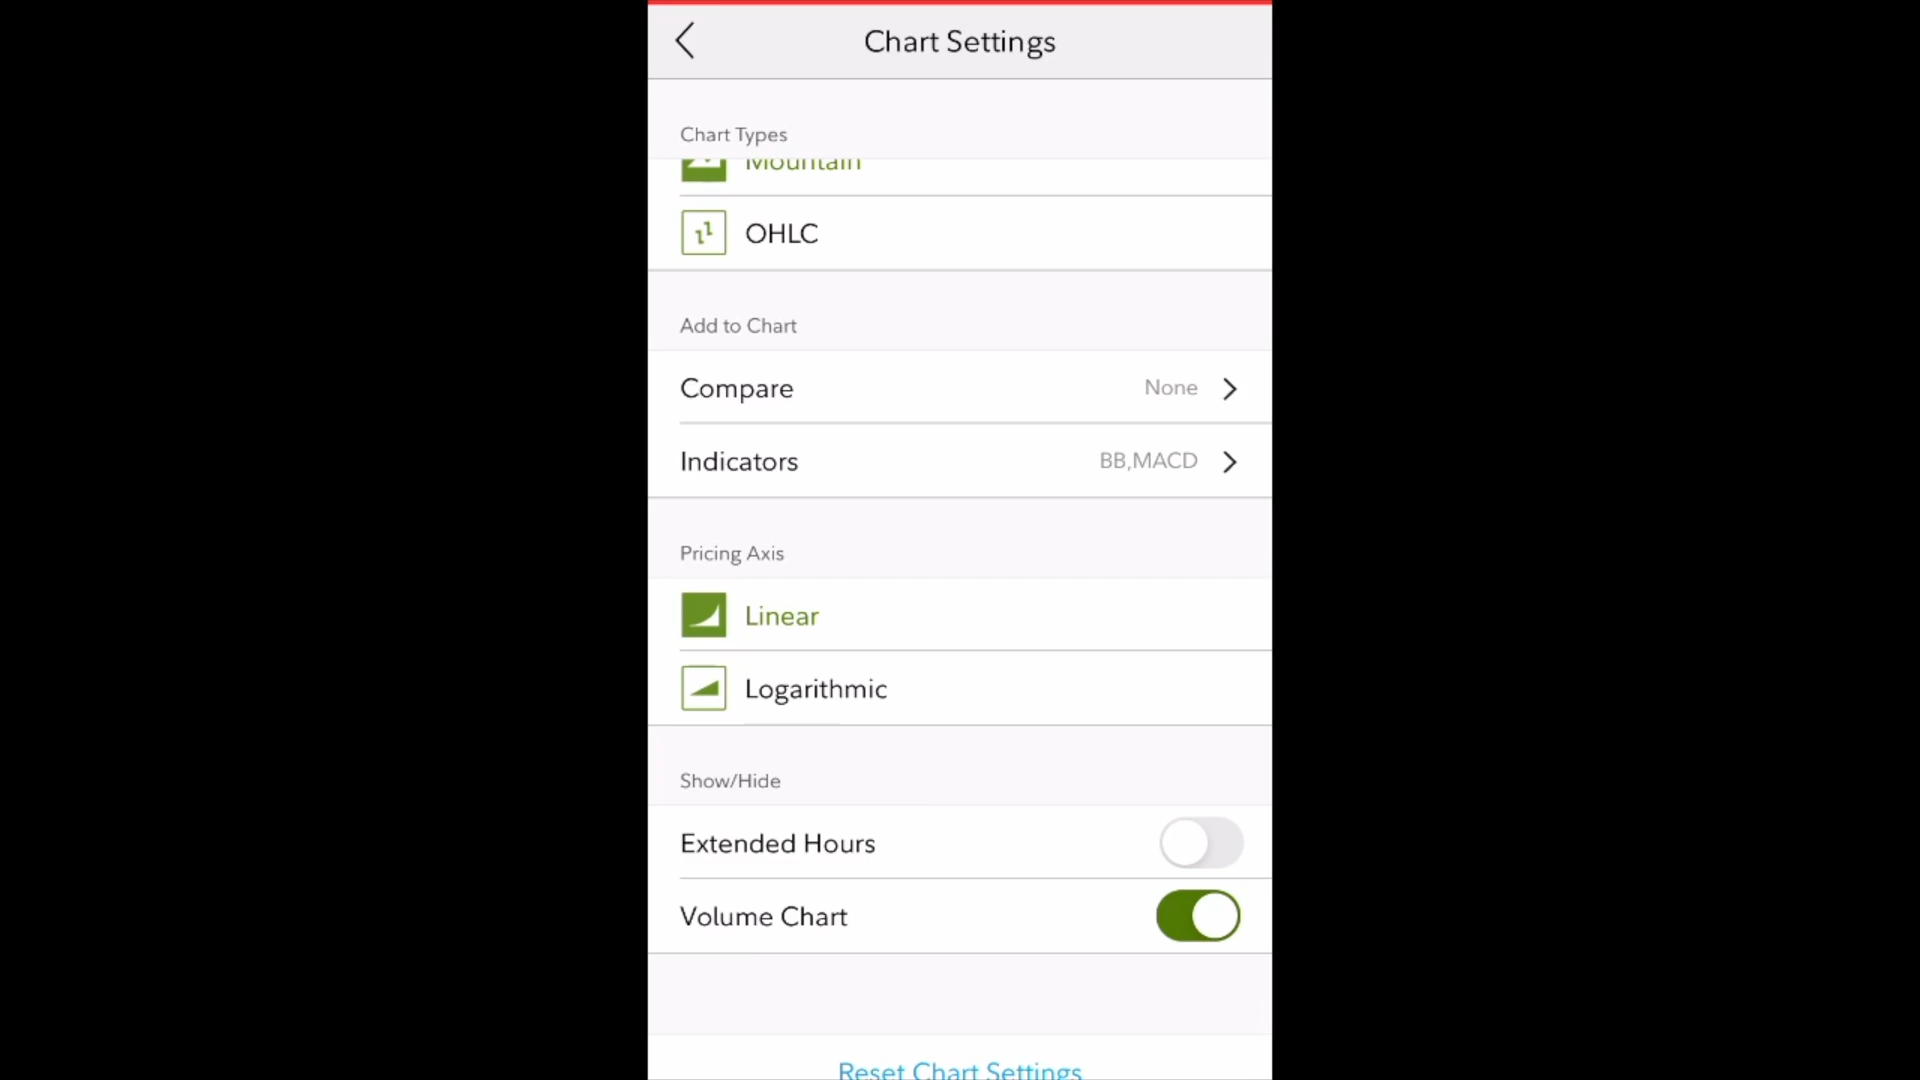 Chart Settings
Chart Types
Mountain
OHLC
Add to Chart
Compare None
Indicators BB,MACD
Pricing Axis
Linear
Logarithmic
Show/Hide
Extended Hours
Volume Chart
Reset Chart Settings